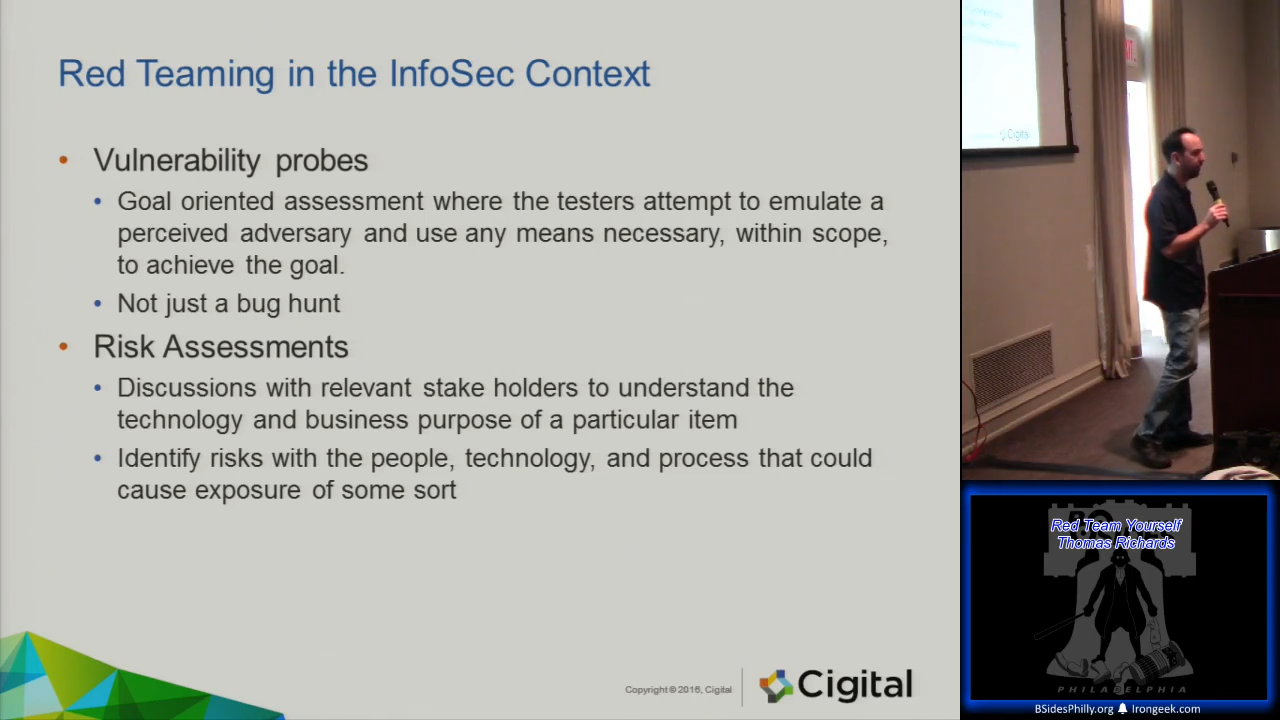 Red Teaming in the InfoSec Context
• Vulnerability probes
• Goal oriented assessment where the testers attempt to emulate a
perceived adversary and use any means necessary, within scope,
to achieve the goal.
• Not just a bug hunt
• Risk Assessments
• Discussions with relevant stake holders to understand the
technology and business purpose of a particular item
• Identify risks with the people, technology, and process that could
cause exposure of some sort
Copyright © 2016, Cigital
Cigital
Cigital
Red Team Yourself
Thomas Richards
PHILADELPHIA
BSidesPhilly.org Irongeek.com